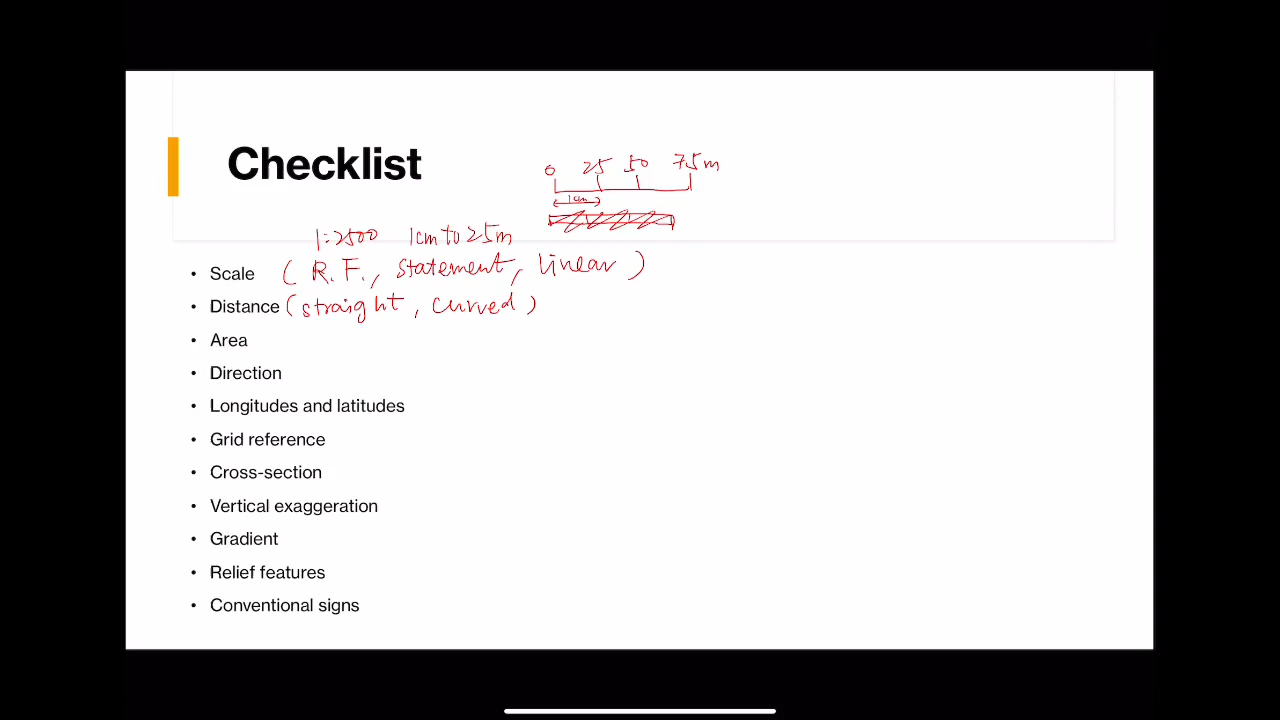 Checklist
0 25 50 75m
1cm
1:2500 1cm to 25m
• Scale (R.F., statement, linear)
• Distance (straight, curved)
• Area
• Direction
• Longitudes and latitudes
• Grid reference
• Cross-section
• Vertical exaggeration
• Gradient
• Relief features
• Conventional signs